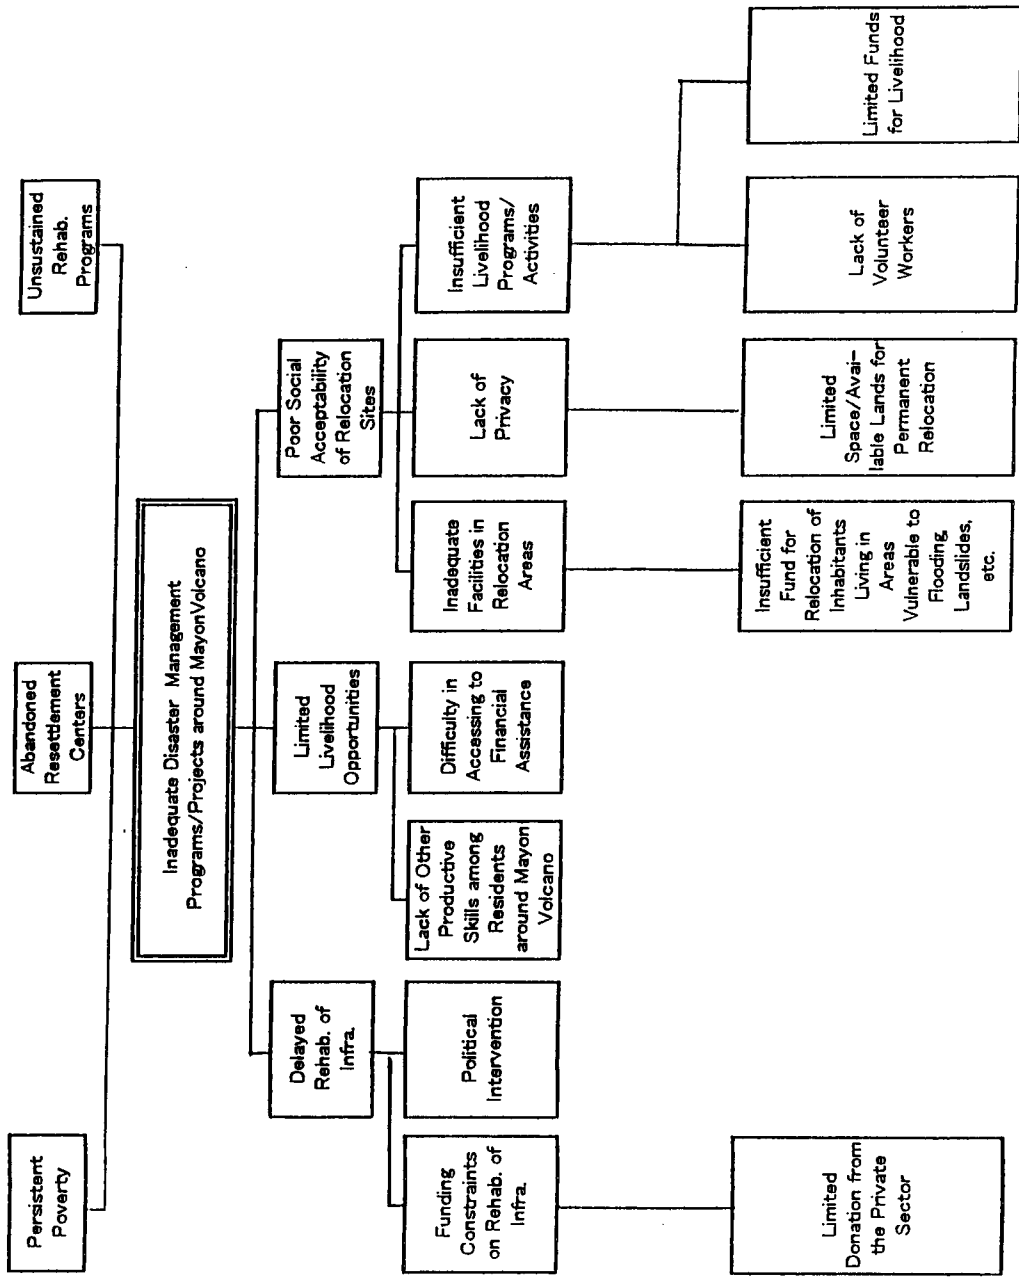 Persistent
Poverty
Abandoned
Resettlement
Centers
Unsustained
Rehab.
Programs
Inadequate Disaster Management
Programs/Projects around MayonVolcano
Delayed
Rehab. of
Infra.
Limited
Livelihood
Opportunities
Poor Social
Acceptability
of Relocation
Sites
Funding
Constraints
on Rehab. of
Infra.
Political
Intervention
Lack of Other
Productive
Skills among
Residents
around Mayon
Volcano
Difficulty in
Accessing to
Financial
Assistance
Inadequate
Facilities in
Relocation
Areas
Lack of
Privacy
Insufficient
Livelihood
Programs/
Activities
Limited
Donation from
the Private
Sector
Insufficient
Fund for
Relocation of
Inhabitants
Living in
Areas
Vulnerable to
Flooding,
Landslides,
etc.
Limited
Space/Avai-
lable Lands for
Permanent
Relocation
Lack of
Volunteer
Workers
Limited Funds
for Livelihood